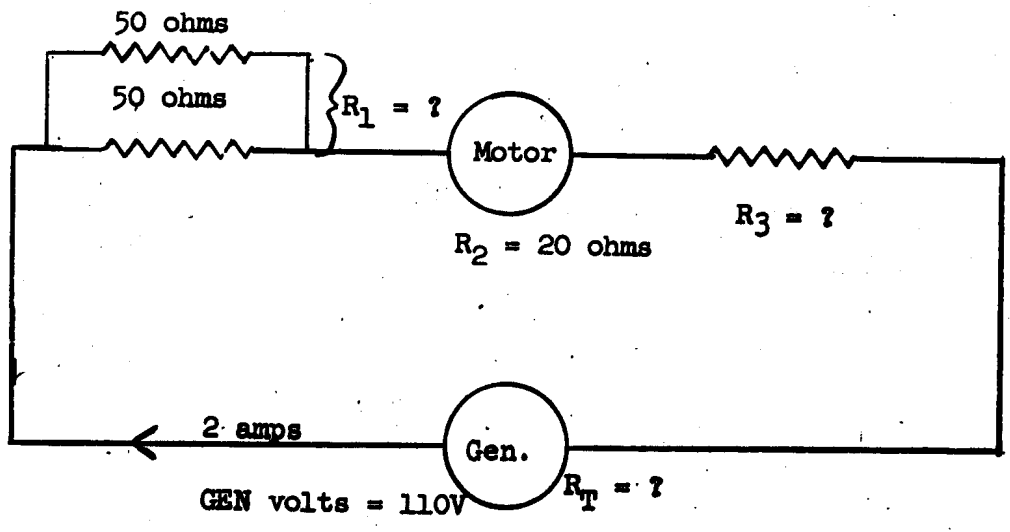 50 ohms
50 ohms
R1 = ?
Motor
R3 = ?
R2 = 20 ohms
2 amps
Gen.
GEN volts = 110V
RT = ?